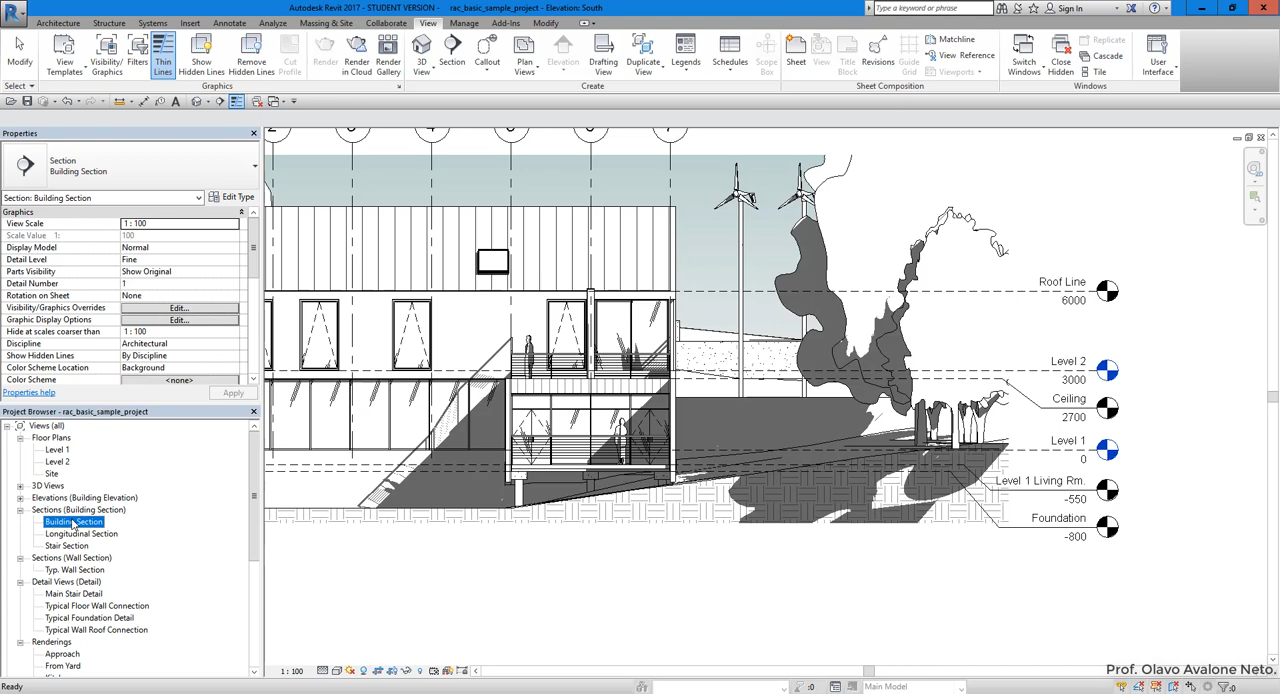 Autodesk Revit 2017 - STUDENT VERSION - rac_basic_sample_project - Elevation: South
Type a keyword or phrase
Sign In
Architecture Structure Systems Insert Annotate Analyze Massing & Site Collaborate View Manage Add-Ins Modify
Modify
View Templates
Visibility/ Graphics
Filters
Thin Lines
Show Hidden Lines
Remove Hidden Lines
Cut Profile
Render
Render in Cloud
Render Gallery
3D View
Section
Callout
Plan Views
Elevation
Drafting View
Duplicate View
Legends
Schedules
Scope Box
Sheet
View
Title Block
Revisions
Guide Grid
Matchline
View Reference
Viewports
Switch Windows
Close Hidden
Replicate
Cascade
Tile
User Interface
Select
Graphics
Create
Sheet Composition
Windows
Properties
Section
Building Section
Section: Building Section
Edit Type
Graphics
View Scale 1 : 100
Scale Value 1: 100
Display Model Normal
Detail Level Fine
Parts Visibility Show Original
Detail Number 1
Rotation on Sheet None
Visibility/Graphics Overrides Edit...
Graphic Display Options Edit...
Hide at scales coarser than 1 : 100
Discipline Architectural
Show Hidden Lines By Discipline
Color Scheme Location Background
Color Scheme <none>
Properties help
Apply
Project Browser - rac_basic_sample_project
Views (all)
Floor Plans
Level 1
Level 2
Site
3D Views
Elevations (Building Elevation)
Sections (Building Section)
Building Section
Longitudinal Section
Stair Section
Sections (Wall Section)
Typ. Wall Section
Detail Views (Detail)
Main Stair Detail
Typical Floor Wall Connection
Typical Foundation Detail
Typical Wall Roof Connection
Renderings
Approach
From Yard
Roof Line
6000
Level 2
3000
Ceiling
2700
Level 1
0
Level 1 Living Rm.
-550
Foundation
-800
1 : 100
Prof. Olavo Avalone Neto.
Ready
:0
Main Model
:0